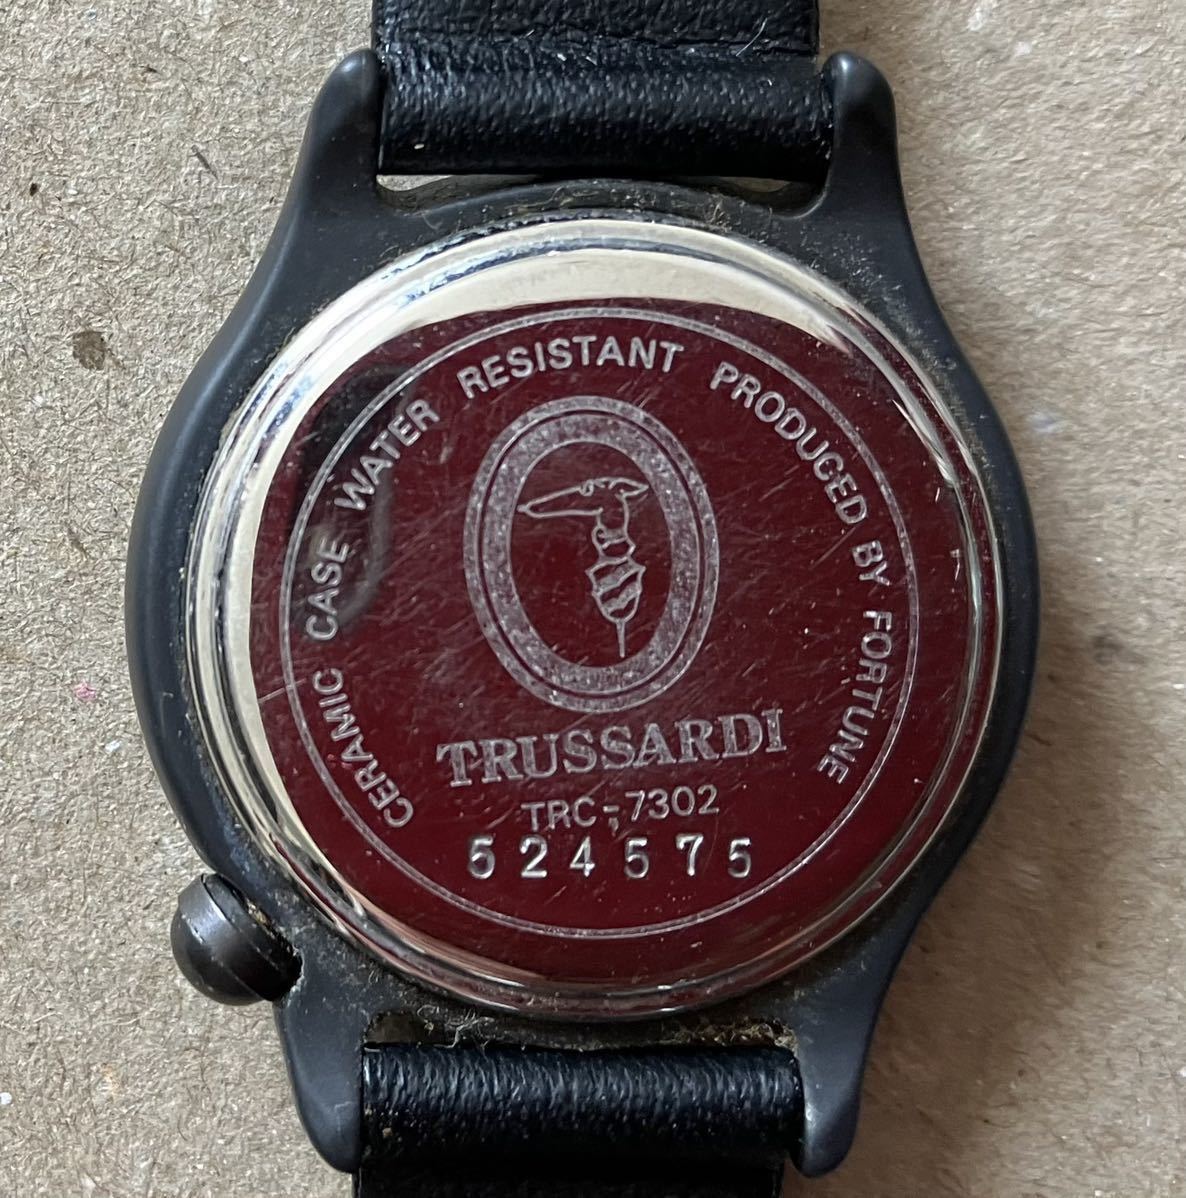 CERAMIC CASE WATER RESISTANT PRODUCED BY FORTUNE
TRUSSARDI
TRC-7302
524575